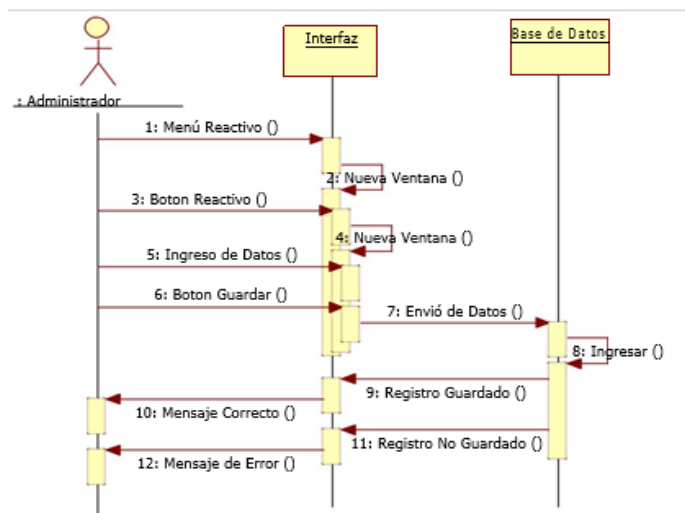 Interfaz
Base de Datos
: Administrador
1: Menú Reactivo ()
2: Nueva Ventana ()
3: Boton Reactivo ()
4: Nueva Ventana ()
5: Ingreso de Datos ()
6: Boton Guardar ()
7: Envió de Datos ()
8: Ingresar ()
9: Registro Guardado ()
10: Mensaje Correcto ()
11: Registro No Guardado ()
12: Mensaje de Error ()